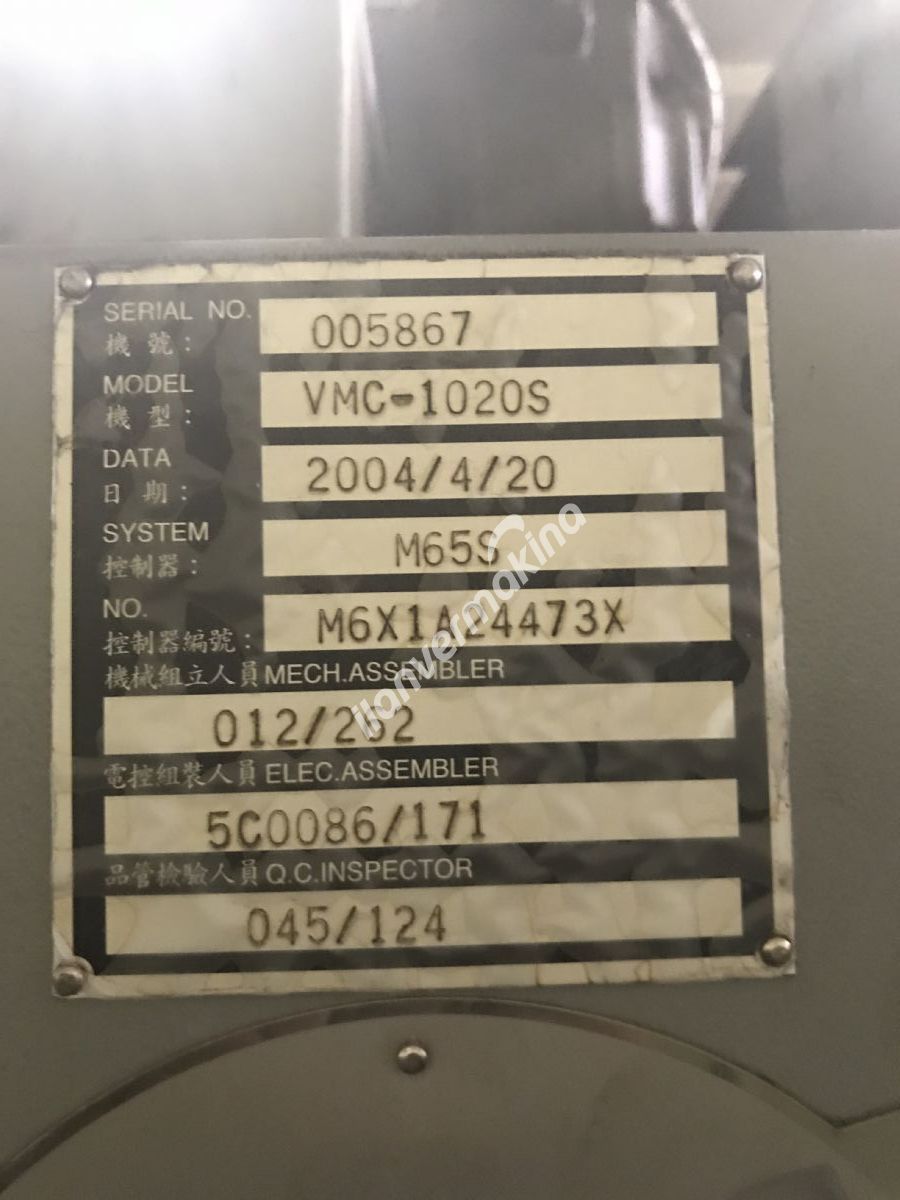 SERIAL NO. 005867
機 號 :
MODEL VMC-1020S
機 型 :
DATA 2004/4/20
日 期 :
SYSTEM M65S
控制器 :
NO. M6X1A24473X
控制器編號 :
機械組立人員 MECH.ASSEMBLER
012/262
電控組裝人員 ELEC.ASSEMBLER
5C0086/171
品管檢驗人員 Q.C.INSPECTOR
045/124
ilanvermakina